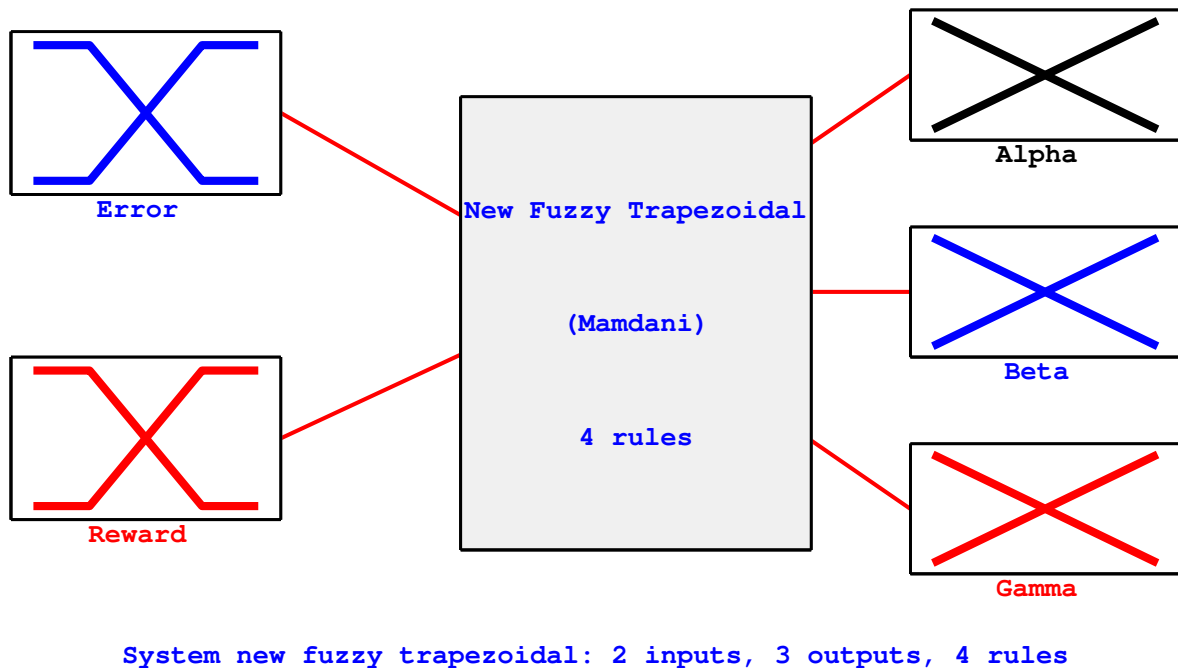 Error
Reward
New Fuzzy Trapezoidal
(Mamdani)
4 rules
Alpha
Beta
Gamma
System new fuzzy trapezoidal: 2 inputs, 3 outputs, 4 rules